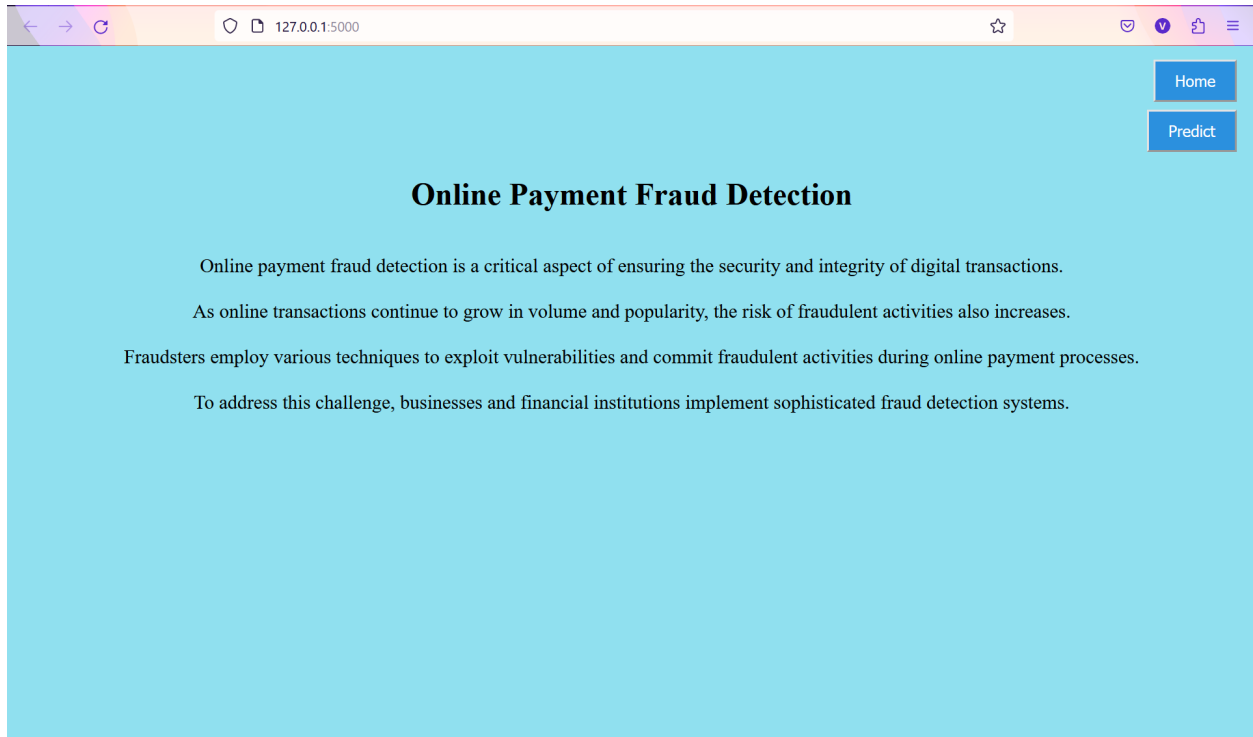 127.0.0.1:5000
V
Home
Predict
Online Payment Fraud Detection
Online payment fraud detection is a critical aspect of ensuring the security and integrity of digital transactions.
As online transactions continue to grow in volume and popularity, the risk of fraudulent activities also increases.
Fraudsters employ various techniques to exploit vulnerabilities and commit fraudulent activities during online payment processes.
To address this challenge, businesses and financial institutions implement sophisticated fraud detection systems.